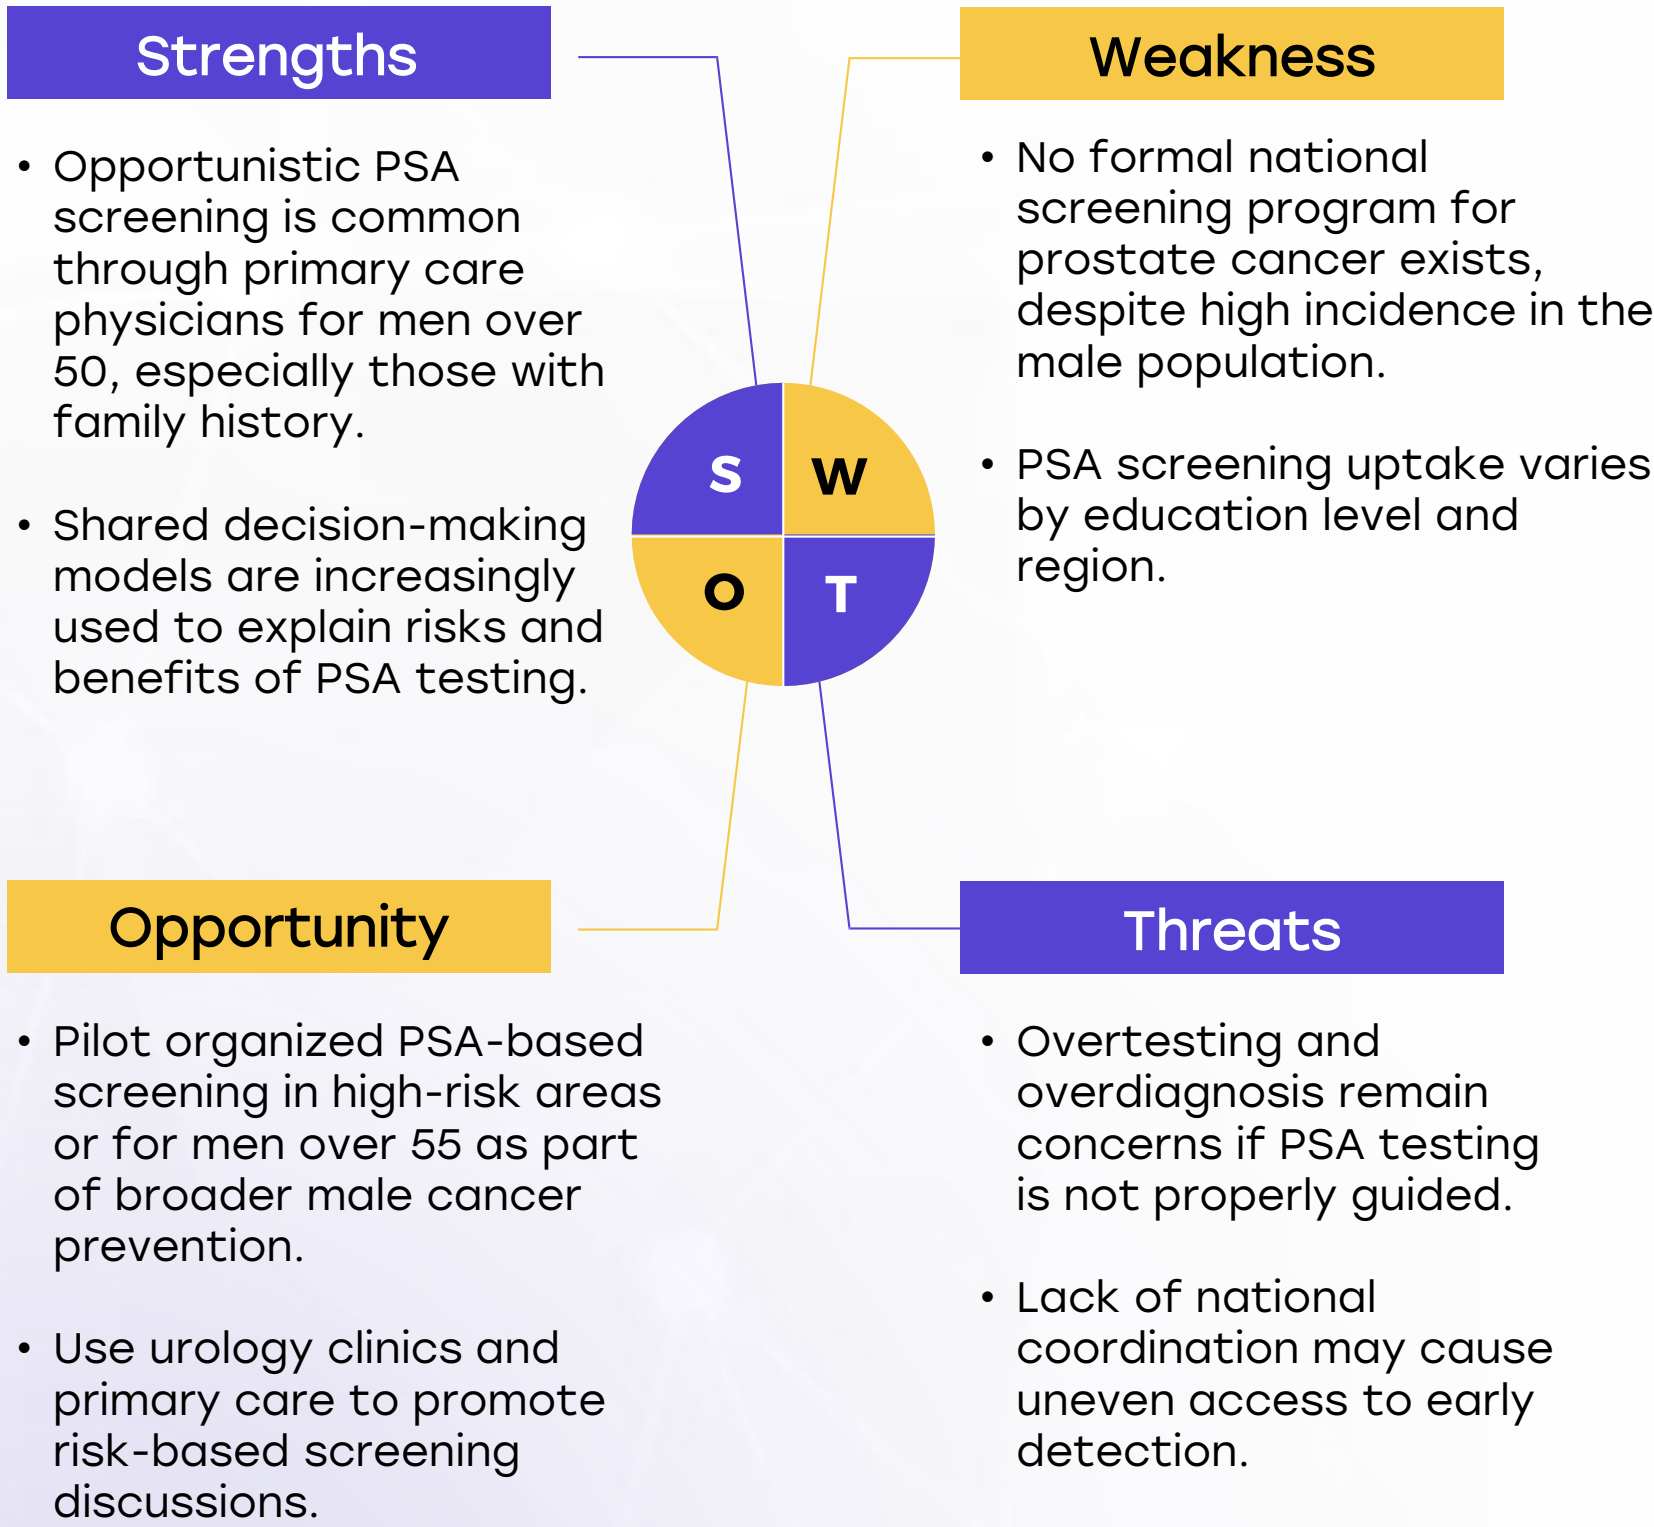 Strengths
• Opportunistic PSA
screening is common
through primary care
physicians for men over
50, especially those with
family history.
• Shared decision-making
models are increasingly
used to explain risks and
benefits of PSA testing.
Weakness
• No formal national
screening program for
prostate cancer exists,
despite high incidence in the
male population.
• PSA screening uptake varies
by education level and
region.
S
W
O
T
Opportunity
• Pilot organized PSA-based
screening in high-risk areas
or for men over 55 as part
of broader male cancer
prevention.
• Use urology clinics and
primary care to promote
risk-based screening
discussions.
Threats
• Overtesting and
overdiagnosis remain
concerns if PSA testing
is not properly guided.
• Lack of national
coordination may cause
uneven access to early
detection.